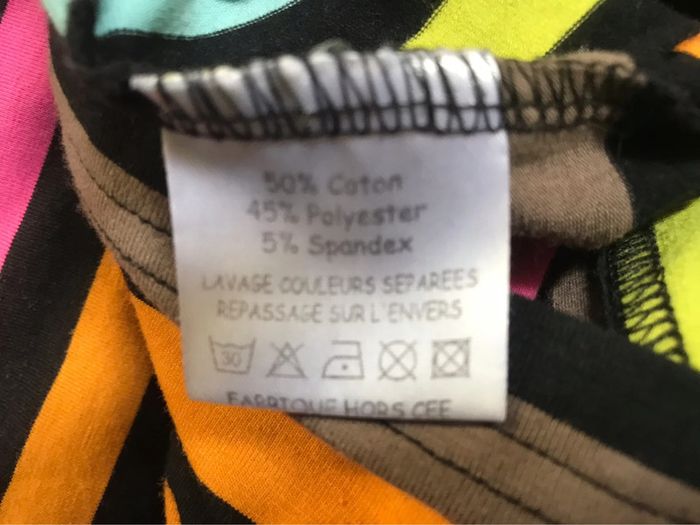 50% Coton
45% Polyester
5% Spandex
LAVAGE COULEURS SEPAREES
REPASSAGE SUR L'ENVERS
30
FABRIQUE HORS CEE